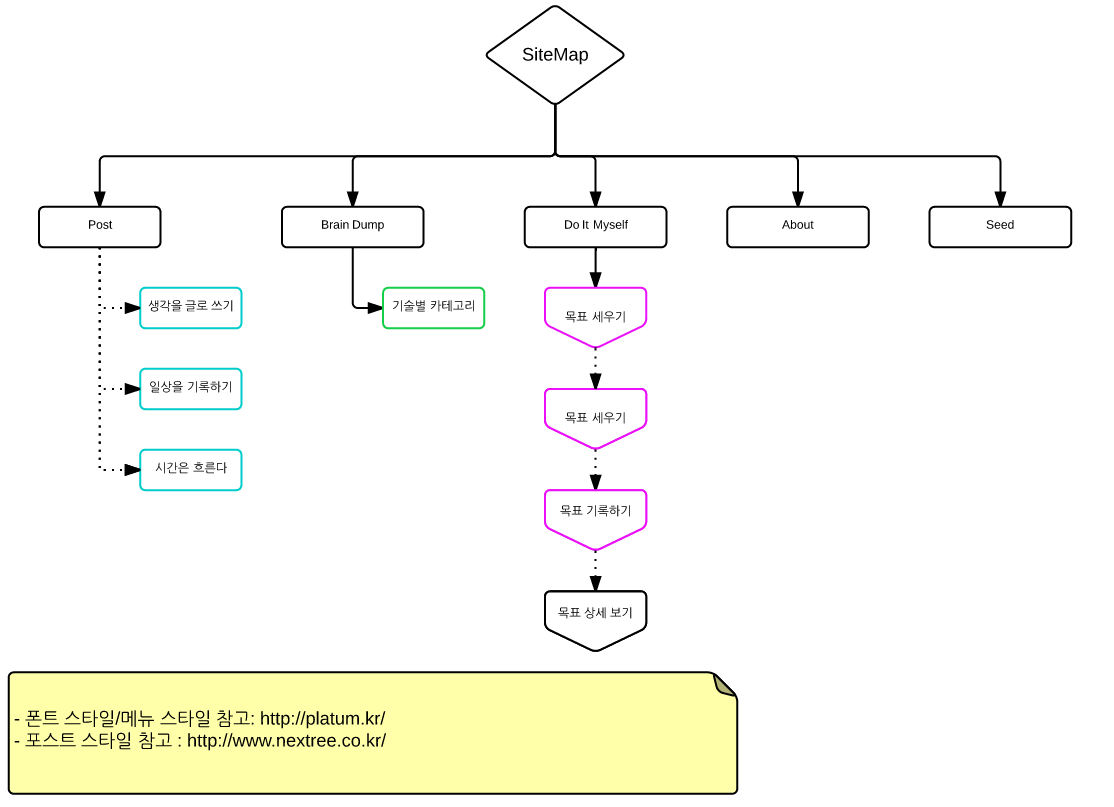 SiteMap
Post
Brain Dump
Do It Myself
About
Seed
생각을 글로 쓰기
기술별 카테고리
목표 세우기
일상을 기록하기
목표 세우기
시간은 흐른다
목표 기록하기
목표 상세 보기
- 폰트 스타일/메뉴 스타일 참고: http://platum.kr/
- 포스트 스타일 참고 : http://www.nextree.co.kr/